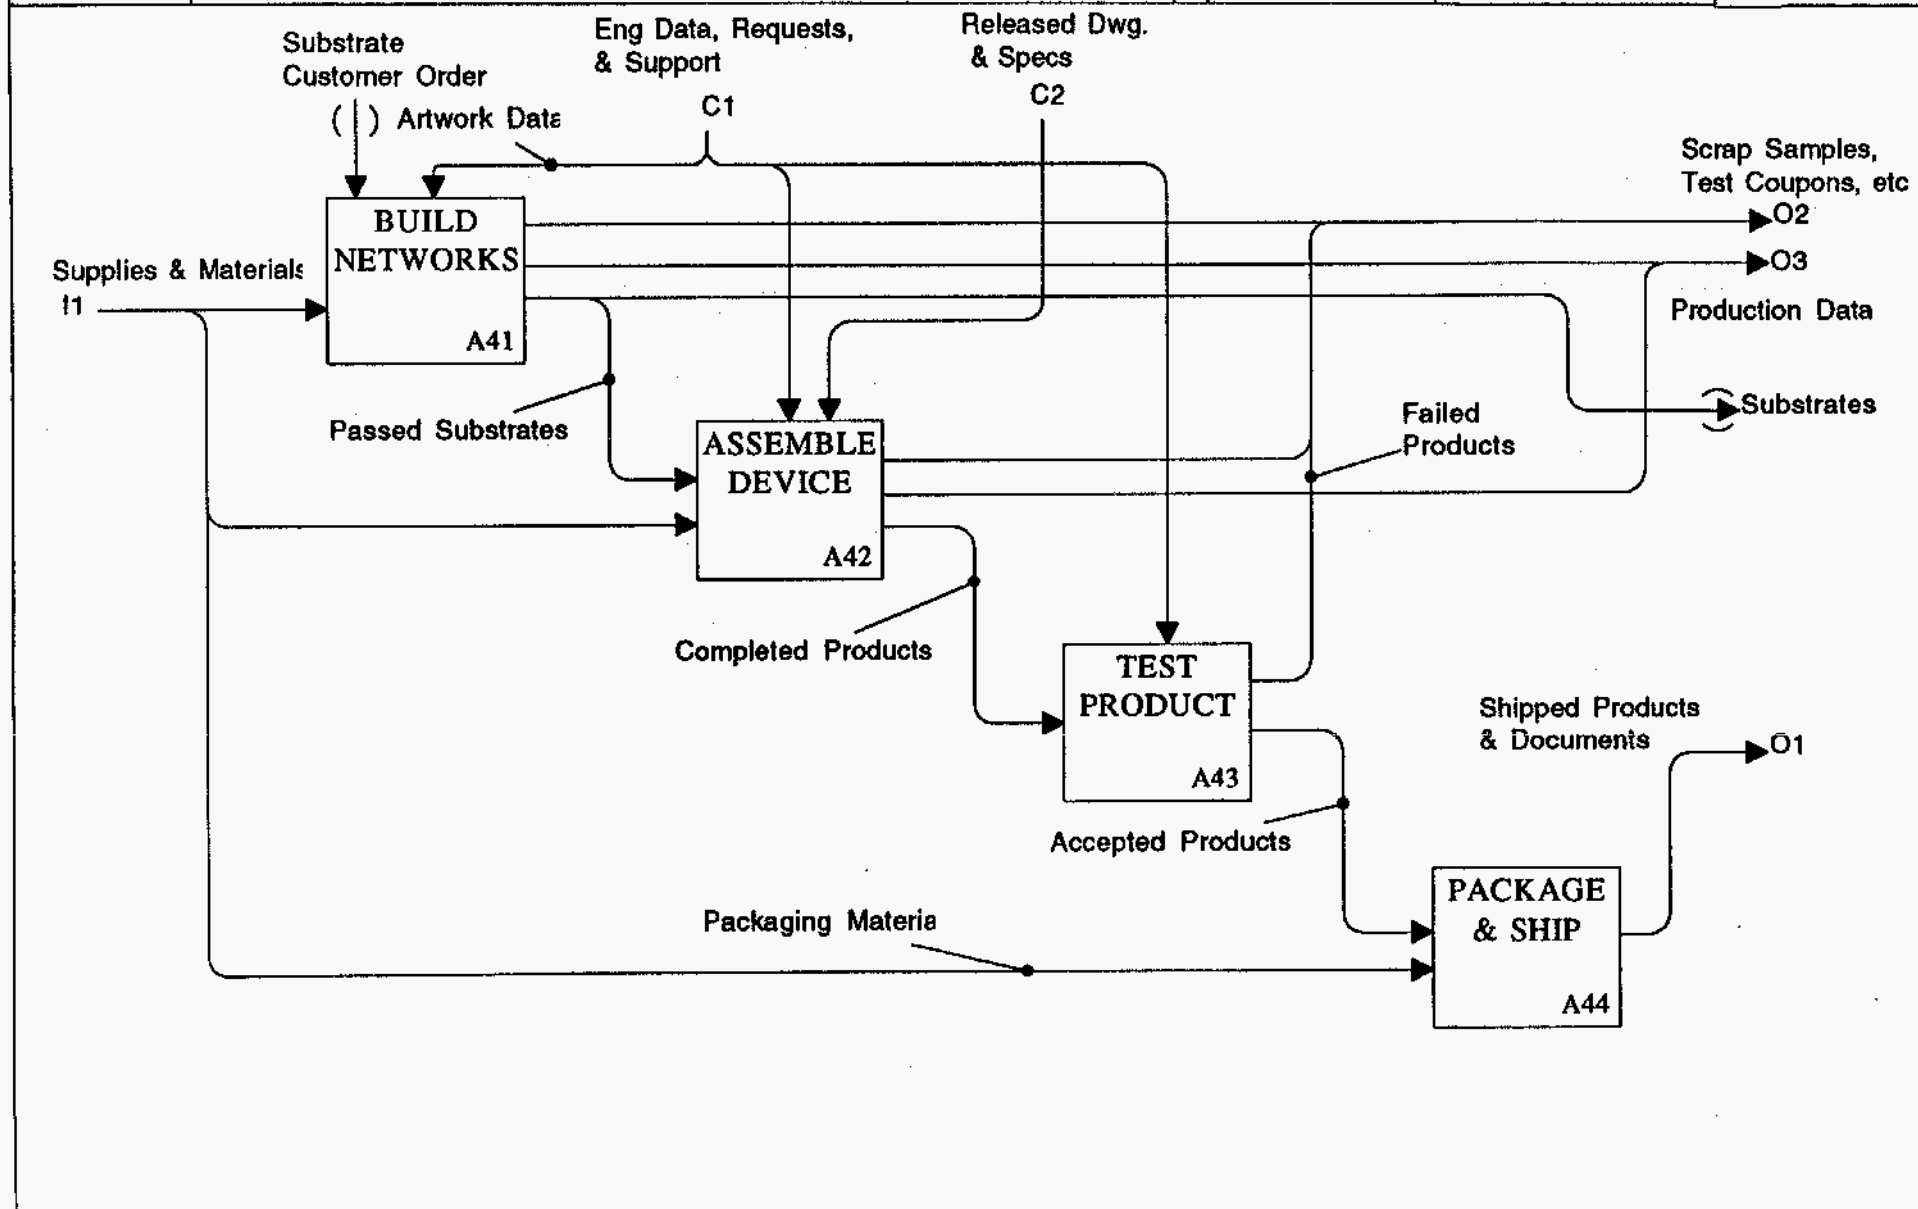 Substrate
Customer Order
Eng Data, Requests,
& Support
Released Dwg.
& Specs
C1
C2
( ) Artwork Data
Scrap Samples,
Test Coupons, etc
O2
BUILD
NETWORKS
A41
Supplies & Materials
I1
O3
Production Data
Passed Substrates
Substrates
Failed
Products
ASSEMBLE
DEVICE
A42
Completed Products
TEST
PRODUCT
A43
Shipped Products
& Documents
O1
Accepted Products
Packaging Materia
PACKAGE
& SHIP
A44